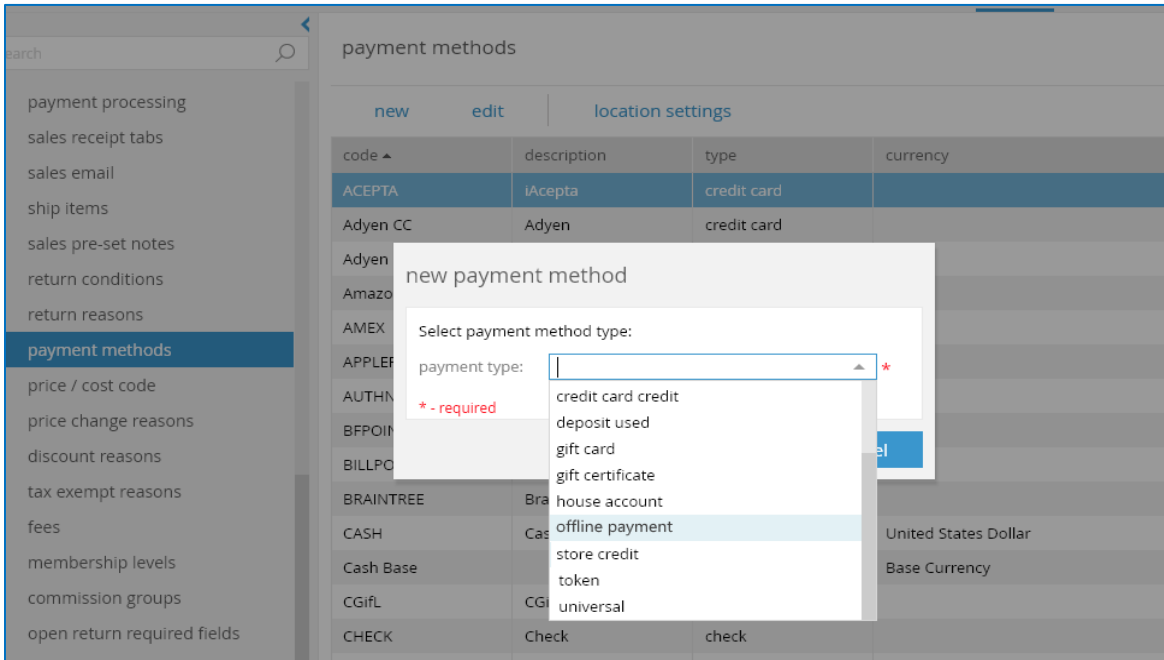 earch
payment processing
sales receipt tabs
sales email
ship items
sales pre-set notes
return conditions
return reasons
payment methods
price / cost code
price change reasons
discount reasons
tax exempt reasons
fees
membership levels
commission groups
open return required fields
payment methods
new edit location settings
code description type currency
ACEPTA iAcepta credit card
Adyen CC Adyen credit card
Adyen
Amazo
AMEX
APPLEP
AUTHN
BFPOIN
BILLPO
BRAINTREE Bra
CASH Cas United States Dollar
Cash Base Base Currency
CGifL CGi
CHECK Check check
new payment method
Select payment method type:
payment type: *
* - required
el
credit card credit
deposit used
gift card
gift certificate
house account
offline payment
store credit
token
universal